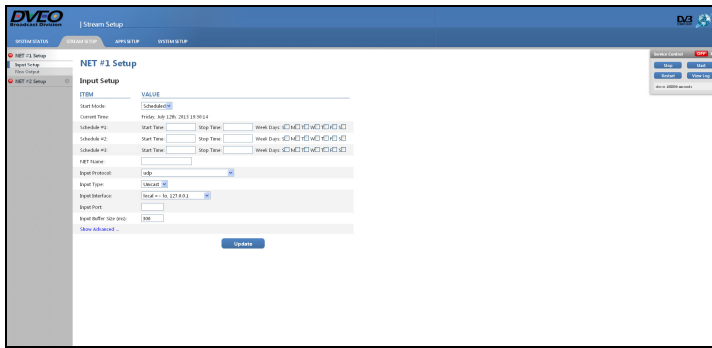 DVEO
Broadcast Division
| Stream Setup
DVB
SYSTEM STATUS STREAM SETUP APPS SETUP SYSTEM SETUP
NET #1 Setup
Input Setup
New Output
NET #2 Setup
NET #1 Setup
Input Setup
ITEM VALUE
Start Mode: Scheduled
Current Time: Friday, July 12th, 2013 19:30:14
Schedule #1: Start Time: Stop Time: Week Days: S M T W T F S
Schedule #2: Start Time: Stop Time: Week Days: S M T W T F S
Schedule #3: Start Time: Stop Time: Week Days: S M T W T F S
NET Name:
Input Protocol: udp
Input Type: Unicast
Input Interface: local -- lo, 127.0.0.1
Input Port:
Input Buffer Size (ms): 300
Show Advanced ...
Update
Service Control OFF
Stop Start
Restart View Log